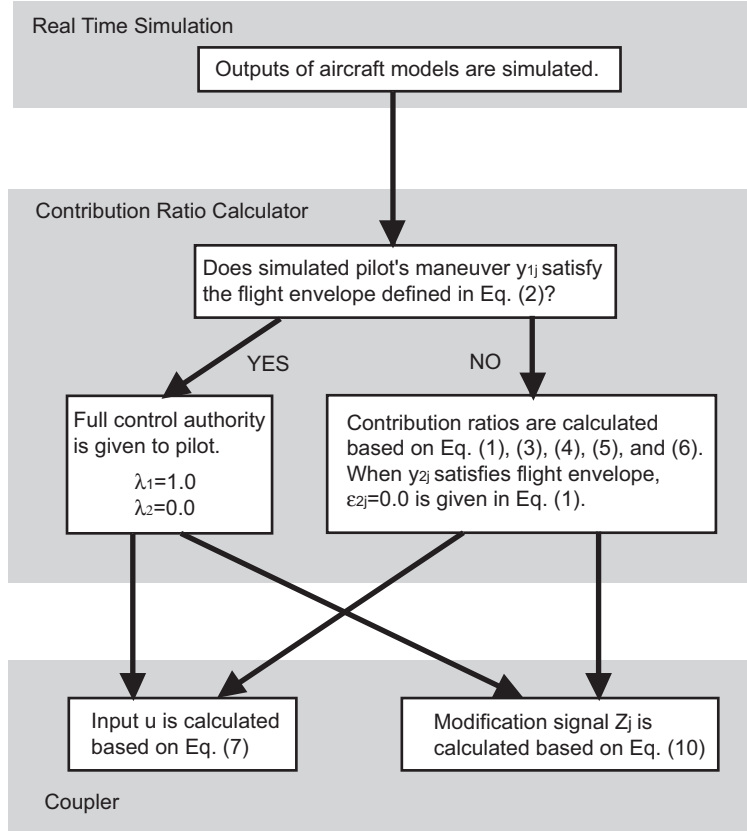 Real Time Simulation
Outputs of aircraft models are simulated.
Contribution Ratio Calculator
Does simulated pilot's maneuver y1j satisfy
the flight envelope defined in Eq. (2)?
YES
NO
Full control authority
is given to pilot.
λ1=1.0
λ2=0.0
Contribution ratios are calculated
based on Eq. (1), (3), (4), (5), and (6).
When y2j satisfies flight envelope,
ε2j=0.0 is given in Eq. (1).
Input u is calculated
based on Eq. (7)
Modification signal Zj is
calculated based on Eq. (10)
Coupler